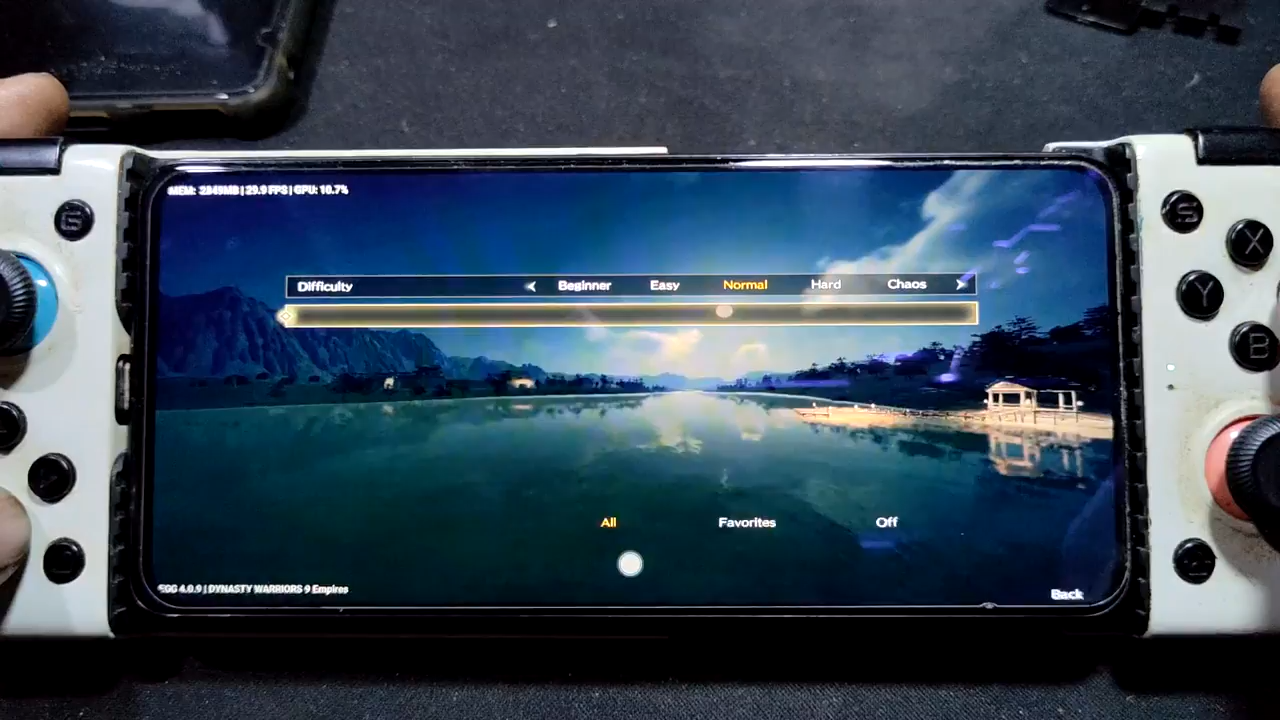 MEM: 2849MB | 29.9 FPS | GPU: 10.7%
Difficulty Beginner Easy Normal Hard Chaos
All Favorites Off
EGG 4.0.9 | DYNASTY WARRIORS 9 Empires
Back
G
S
X
Y
B